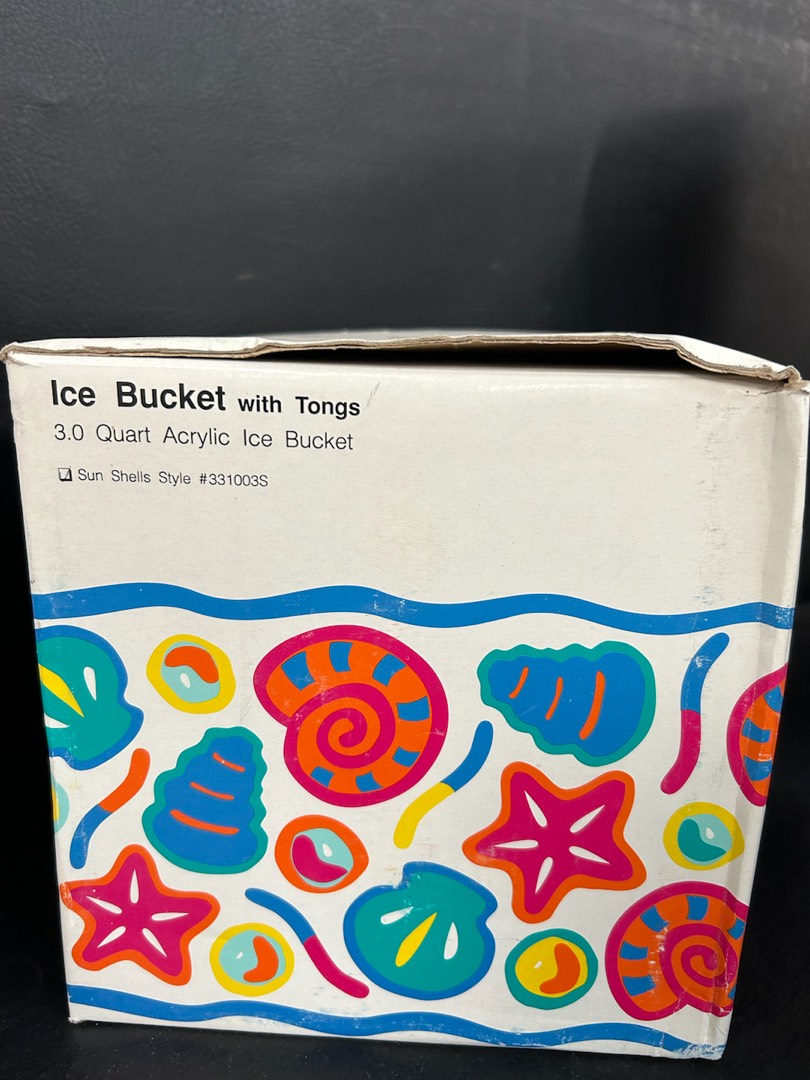 Ice Bucket with Tongs
3.0 Quart Acrylic Ice Bucket
☑ Sun Shells Style #331003S